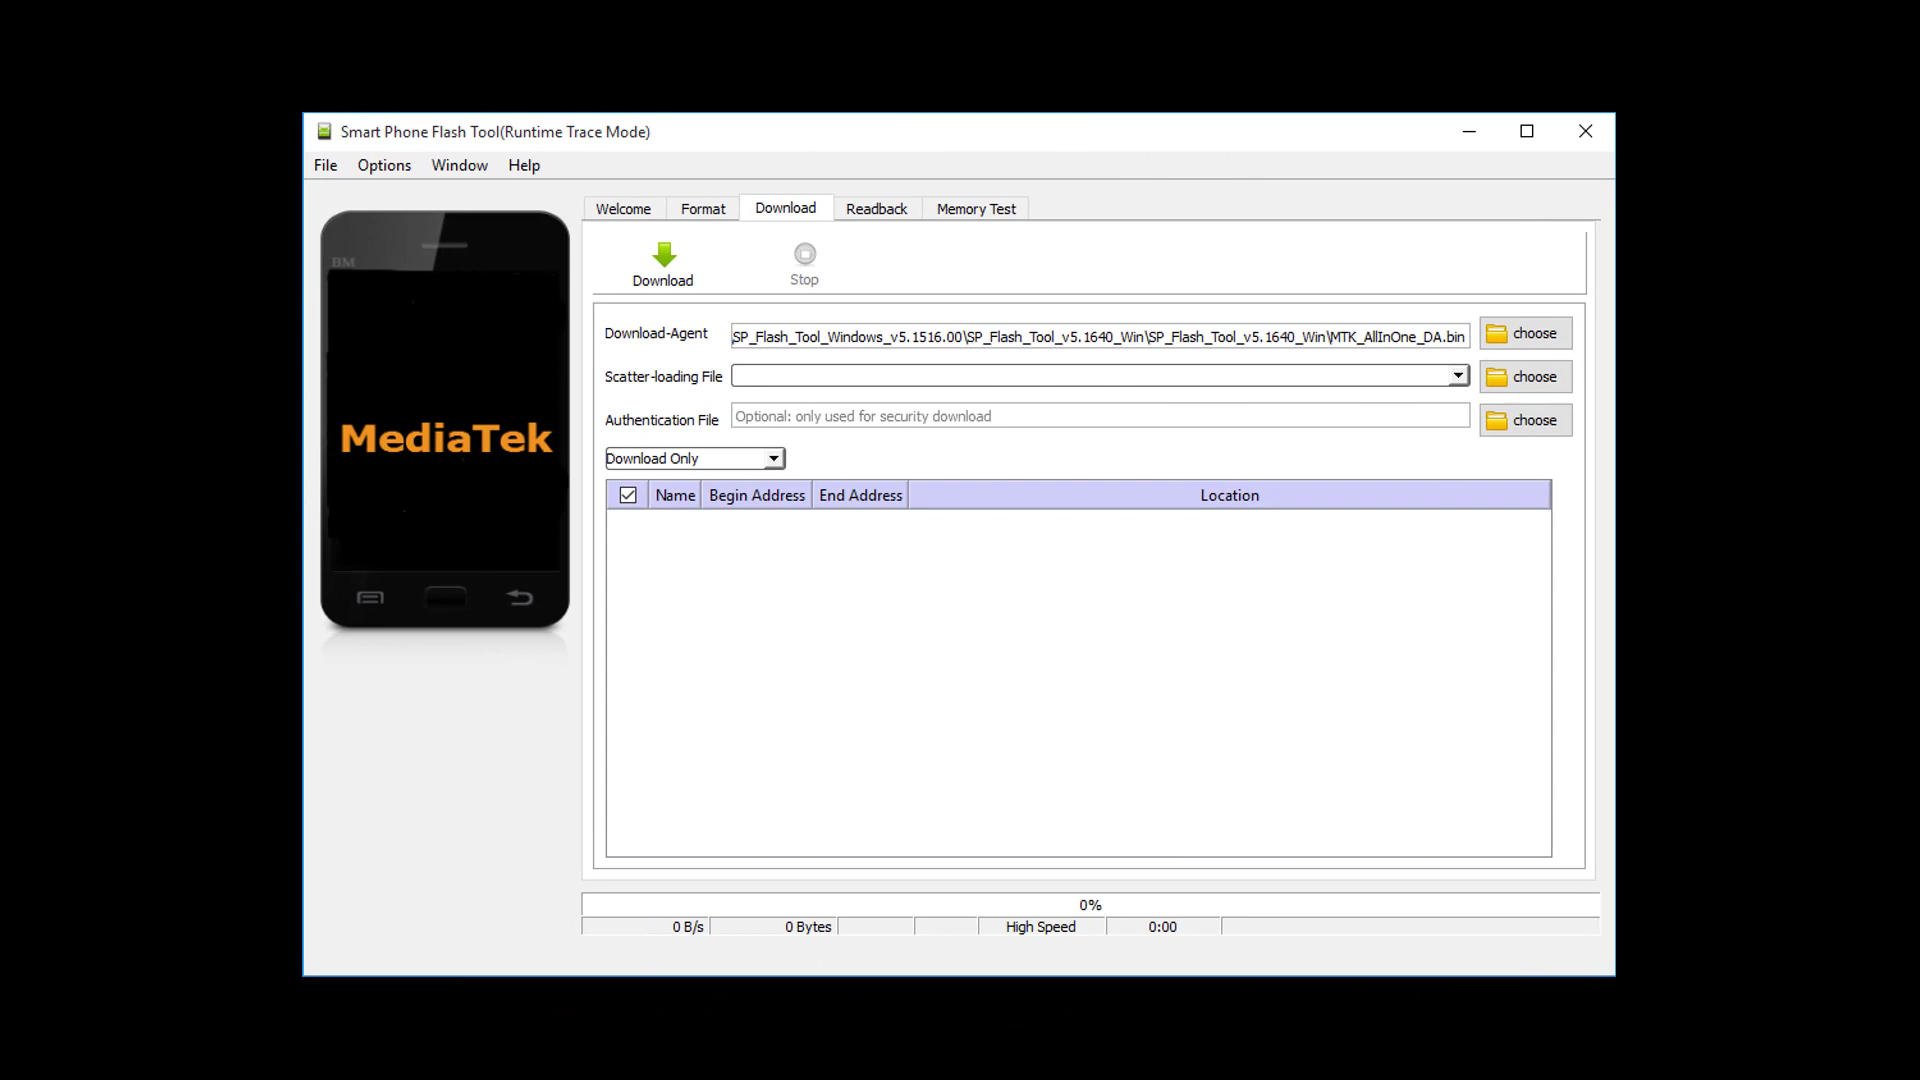 Smart Phone Flash Tool(Runtime Trace Mode)
File Options Window Help
Welcome Format Download Readback Memory Test
BM
Download Stop
Download-Agent SP_Flash_Tool_Windows_v5.1516.00\SP_Flash_Tool_v5.1640_Win\SP_Flash_Tool_v5.1640_Win\MTK_AllInOne_DA.bin choose
Scatter-loading File choose
Authentication File Optional: only used for security download choose
MediaTek
Download Only
Name Begin Address End Address Location
0%
0 B/s 0 Bytes High Speed 0:00